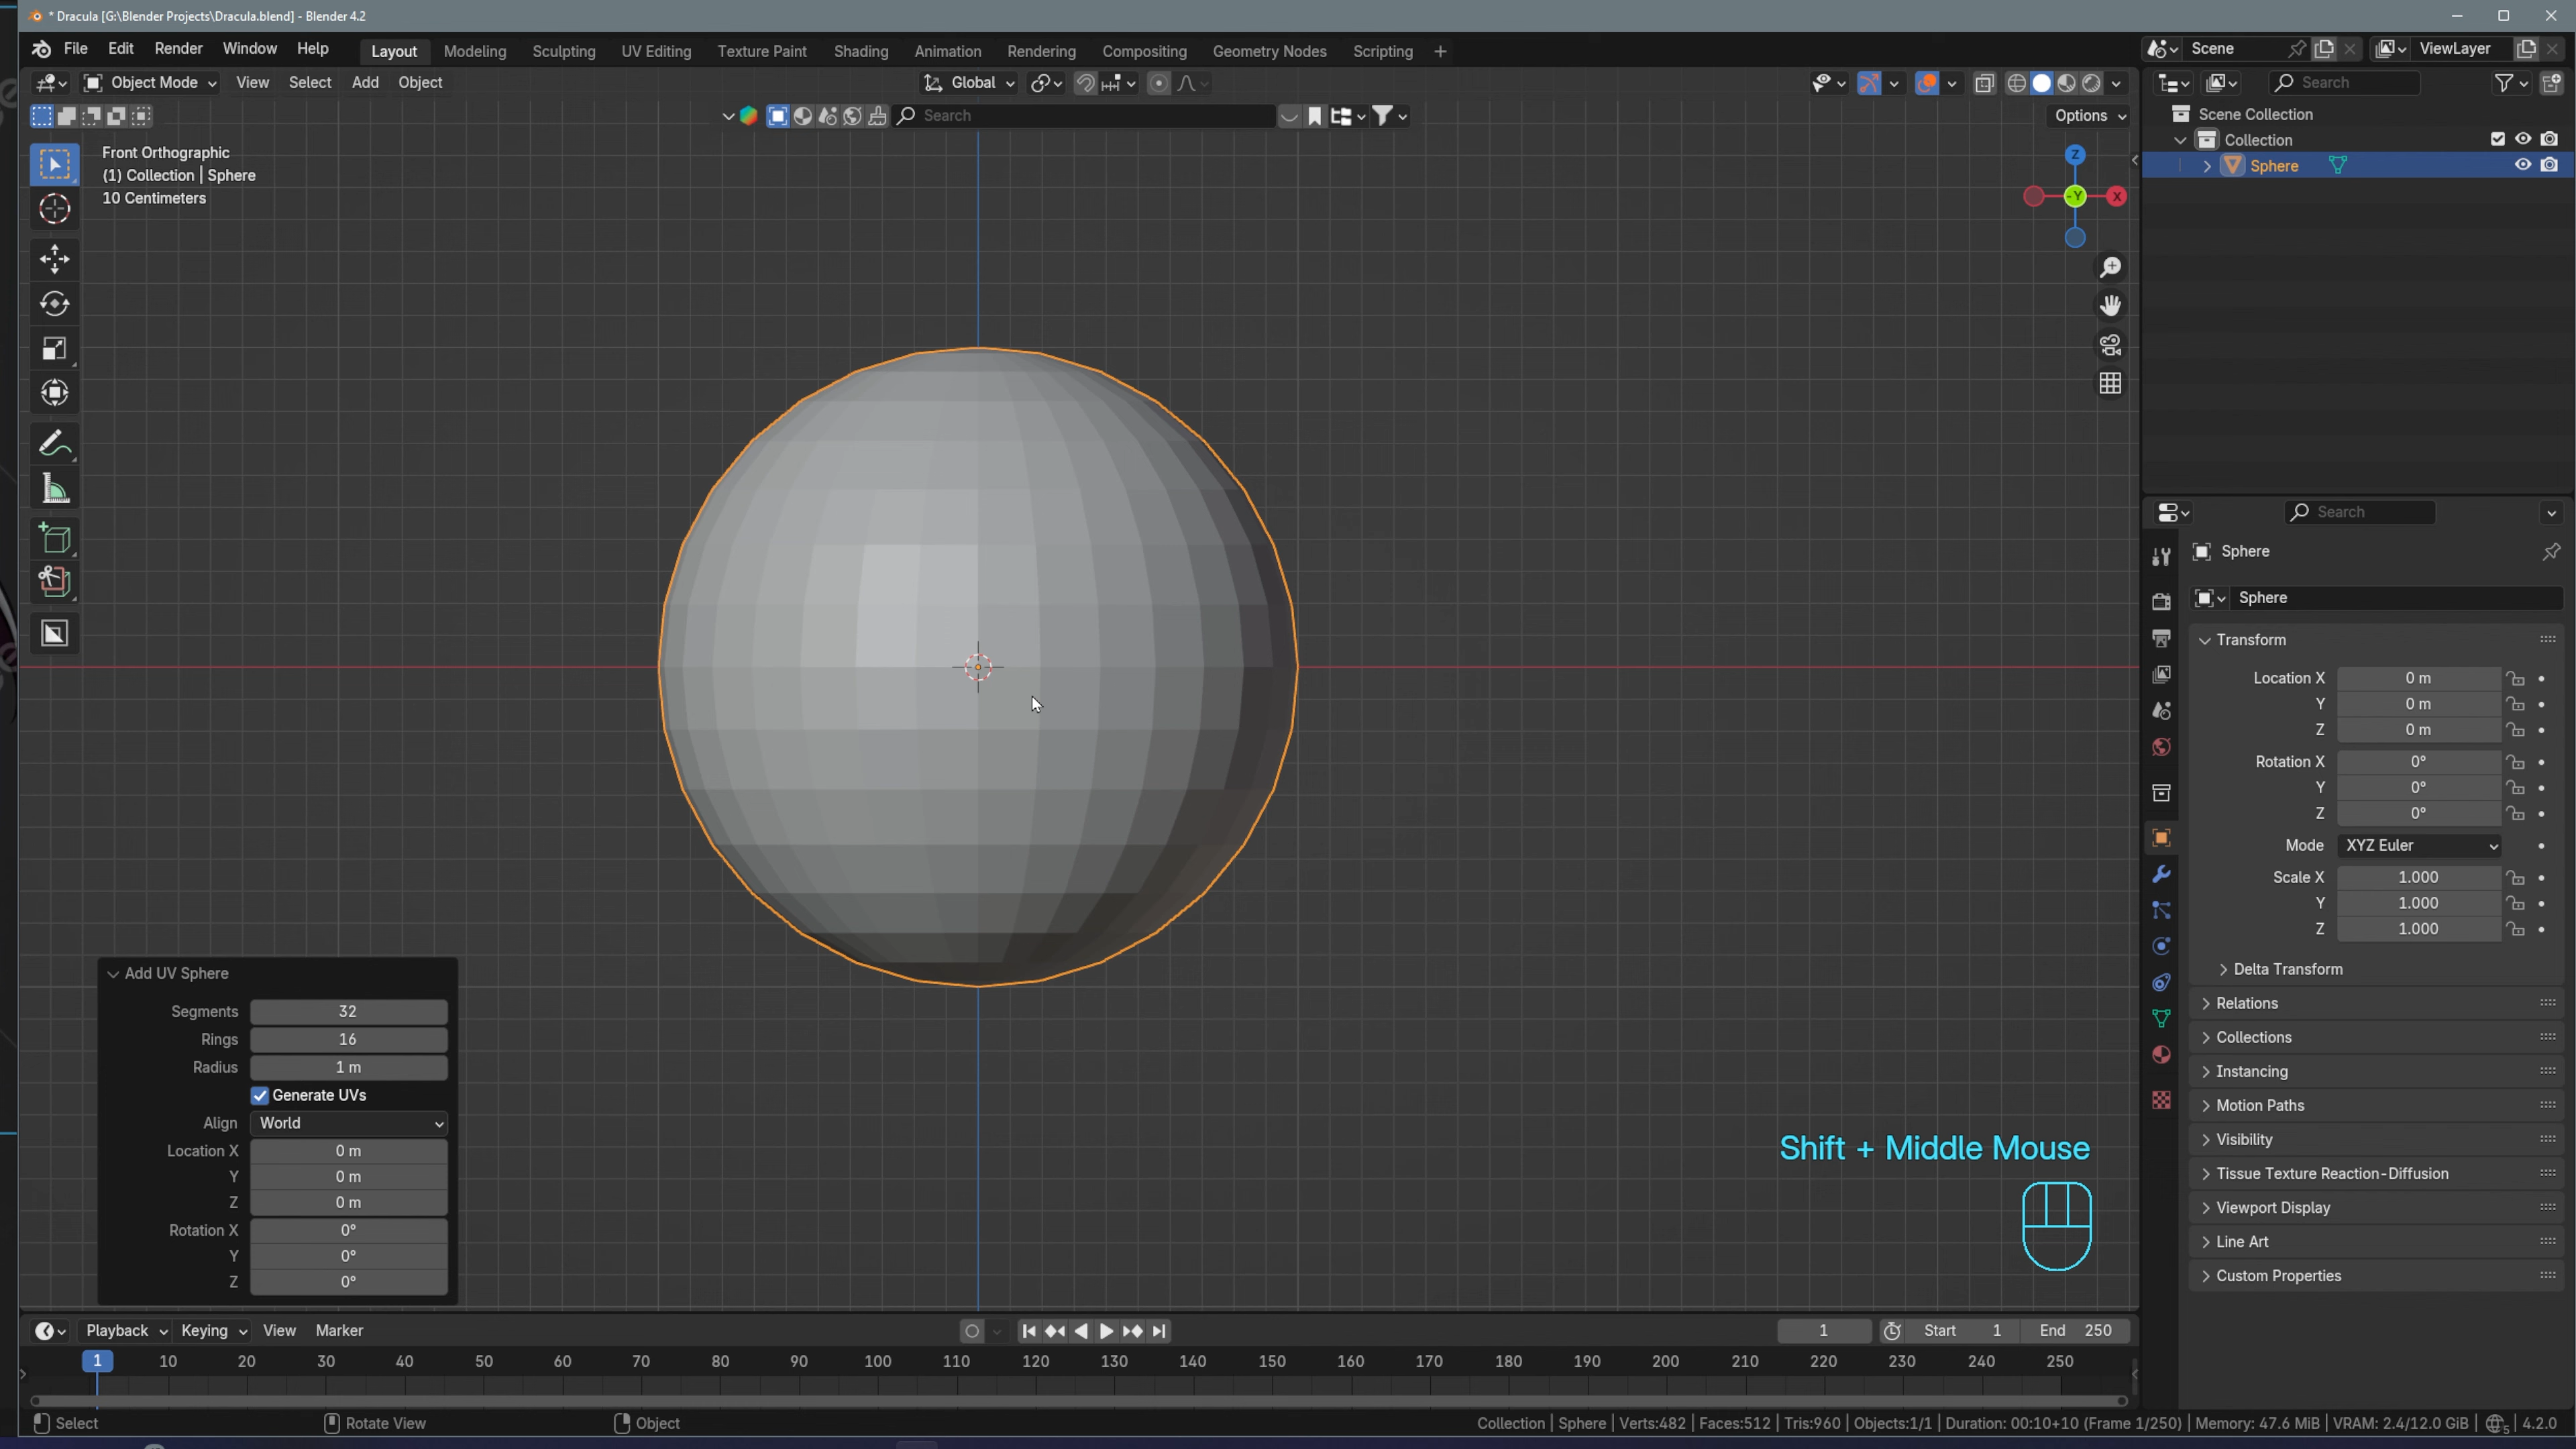 * Dracula [G:\Blender Projects\Dracula.blend] - Blender 4.2
File Edit Render Window Help Layout Modeling Sculpting UV Editing Texture Paint Shading Animation Rendering Compositing Geometry Nodes Scripting + Scene ViewLayer
Object Mode View Select Add Object Global Search
Search Options
Front Orthographic
(1) Collection | Sphere
10 Centimeters
Z
-Y X
Scene Collection
Collection
Sphere
Search
Sphere
Sphere
Transform
Location X 0 m
Y 0 m
Z 0 m
Rotation X 0°
Y 0°
Z 0°
Mode XYZ Euler
Scale X 1.000
Y 1.000
Z 1.000
Delta Transform
Relations
Collections
Instancing
Motion Paths
Visibility
Tissue Texture Reaction-Diffusion
Viewport Display
Line Art
Custom Properties
Add UV Sphere
Segments 32
Rings 16
Radius 1 m
Generate UVs
Align World
Location X 0 m
Y 0 m
Z 0 m
Rotation X 0°
Y 0°
Z 0°
Shift + Middle Mouse
Playback Keying View Marker 1 Start 1 End 250
1 10 20 30 40 50 60 70 80 90 100 110 120 130 140 150 160 170 180 190 200 210 220 230 240 250
Select Rotate View Object Collection | Sphere | Verts:482 | Faces:512 | Tris:960 | Objects:1/1 | Duration: 00:10+10 (Frame 1/250) | Memory: 47.6 MiB | VRAM: 2.4/12.0 GiB | 5 | 4.2.0